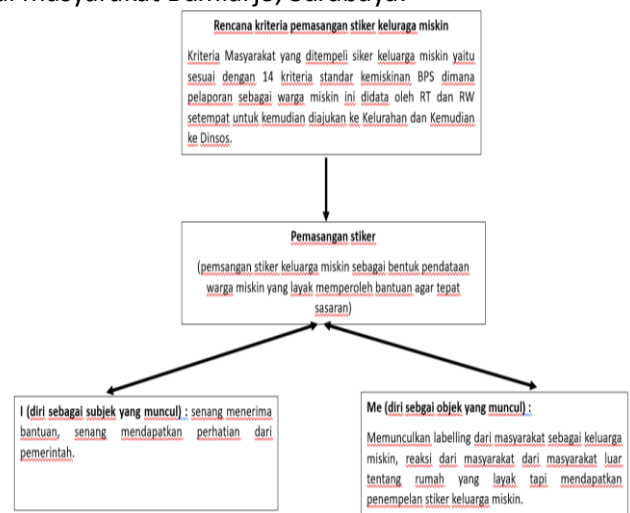 Rencana kriteria pemasangan stiker keluraga miskin
Kriteria Masyarakat yang ditempeli siker keluarga miskin yaitu
sesuai dengan 14 kriteria standar kemiskinan BPS dimana
pelaporan sebagai warga miskin ini didata oleh RT dan RW
setempat untuk kemudian diajukan ke Kelurahan dan Kemudian
ke Dinsos.
Pemasangan stiker
(pemsangan stiker keluarga miskin sebagai bentuk pendataan
warga miskin yang layak memperoleh bantuan agar tepat
sasaran)
I (diri sebagai subjek yang muncul) : senang menerima
bantuan, senang mendapatkan perhatian dari
pemerintah.
Me (diri sebgai objek yang muncul) :
Memunculkan labelling dari masyarakat sebagai keluarga
miskin, reaksi dari masyarakat dari masyarakat luar
tentang rumah yang layak tapi mendapatkan
penempelan stiker keluarga miskin.